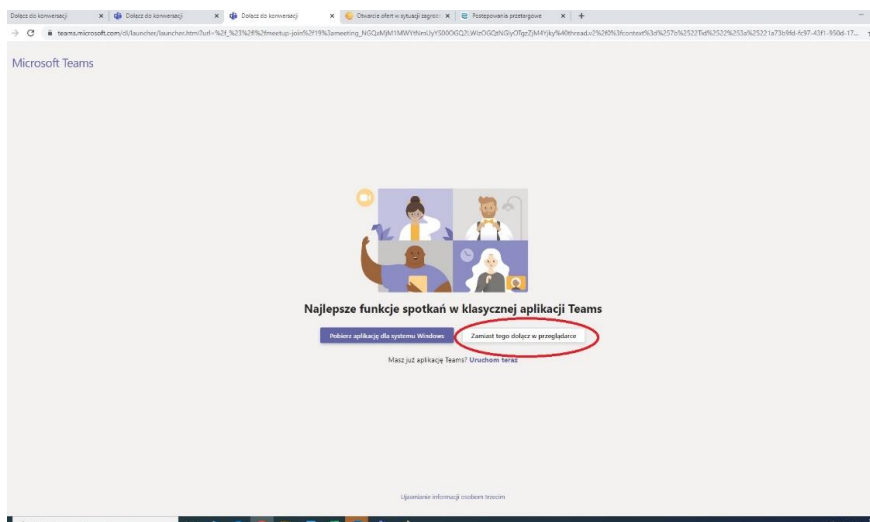 Dołącz do konwersacji
Dołącz do konwersacji
Dołącz do konwersacji
Otwarcie ofert w sytuacji zagroż
Postępowania przetargowe
Microsoft Teams
Najlepsze funkcje spotkań w klasycznej aplikacji Teams
Pobierz aplikację dla systemu Windows
Zamiast tego dołącz w przeglądarce
Masz już aplikację Teams? Uruchom teraz
Ujawnianie informacji osobom trzecim